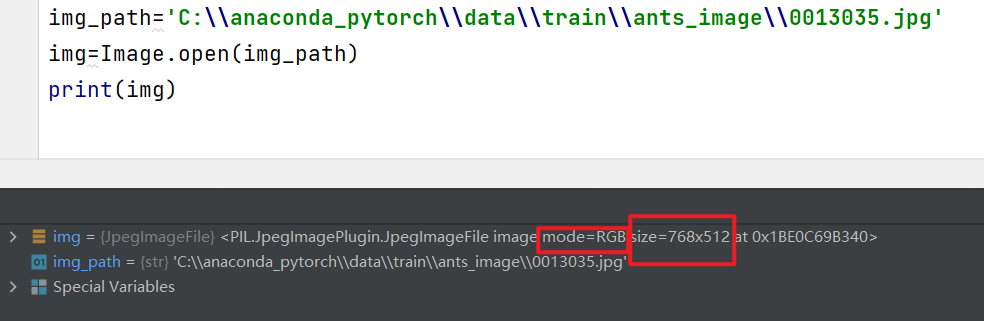 img_path='C:\\anaconda_pytorch\\data\\train\\ants_image\\0013035.jpg'
img=Image.open(img_path)
print(img)
img = {JpegImageFile} <PIL.JpegImagePlugin.JpegImageFile image mode=RGB size=768x512 at 0x1BE0C69B340>
01 img_path = {str} 'C:\\anaconda_pytorch\\data\\train\\ants_image\\0013035.jpg'
Special Variables